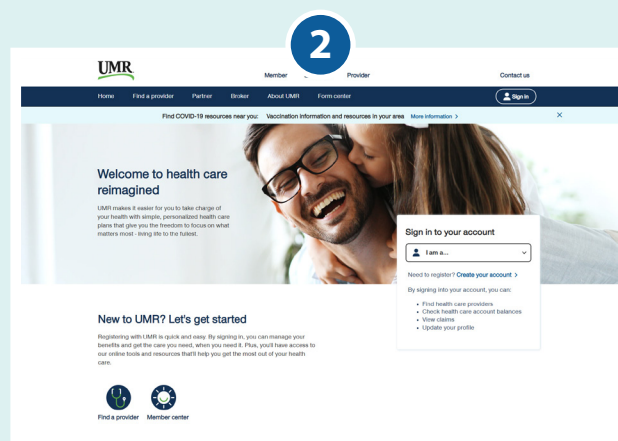 2
UMR
Member Provider Contact us
Home Find a provider Partner Broker About UMR Form center Sign in
Find COVID-19 resources near you: Vaccination information and resources in your area More information >
Welcome to health care
reimagined
UMR makes it easier for you to take charge of
your health with simple, personalized health care
plans that give you the freedom to focus on what
matters most - living life to the fullest.
Sign in to your account
I am a...
Need to register? Create your account >
By signing into your account, you can:
• Find health care providers
• Check health care account balances
• View claims
• Update your profile
New to UMR? Let's get started
Registering with UMR is quick and easy. By signing in, you can manage your
benefits and get the care you need, when you need it. Plus, you'll have access to
our online tools and resources that'll help you get the most out of your health
care.
Find a provider Member center